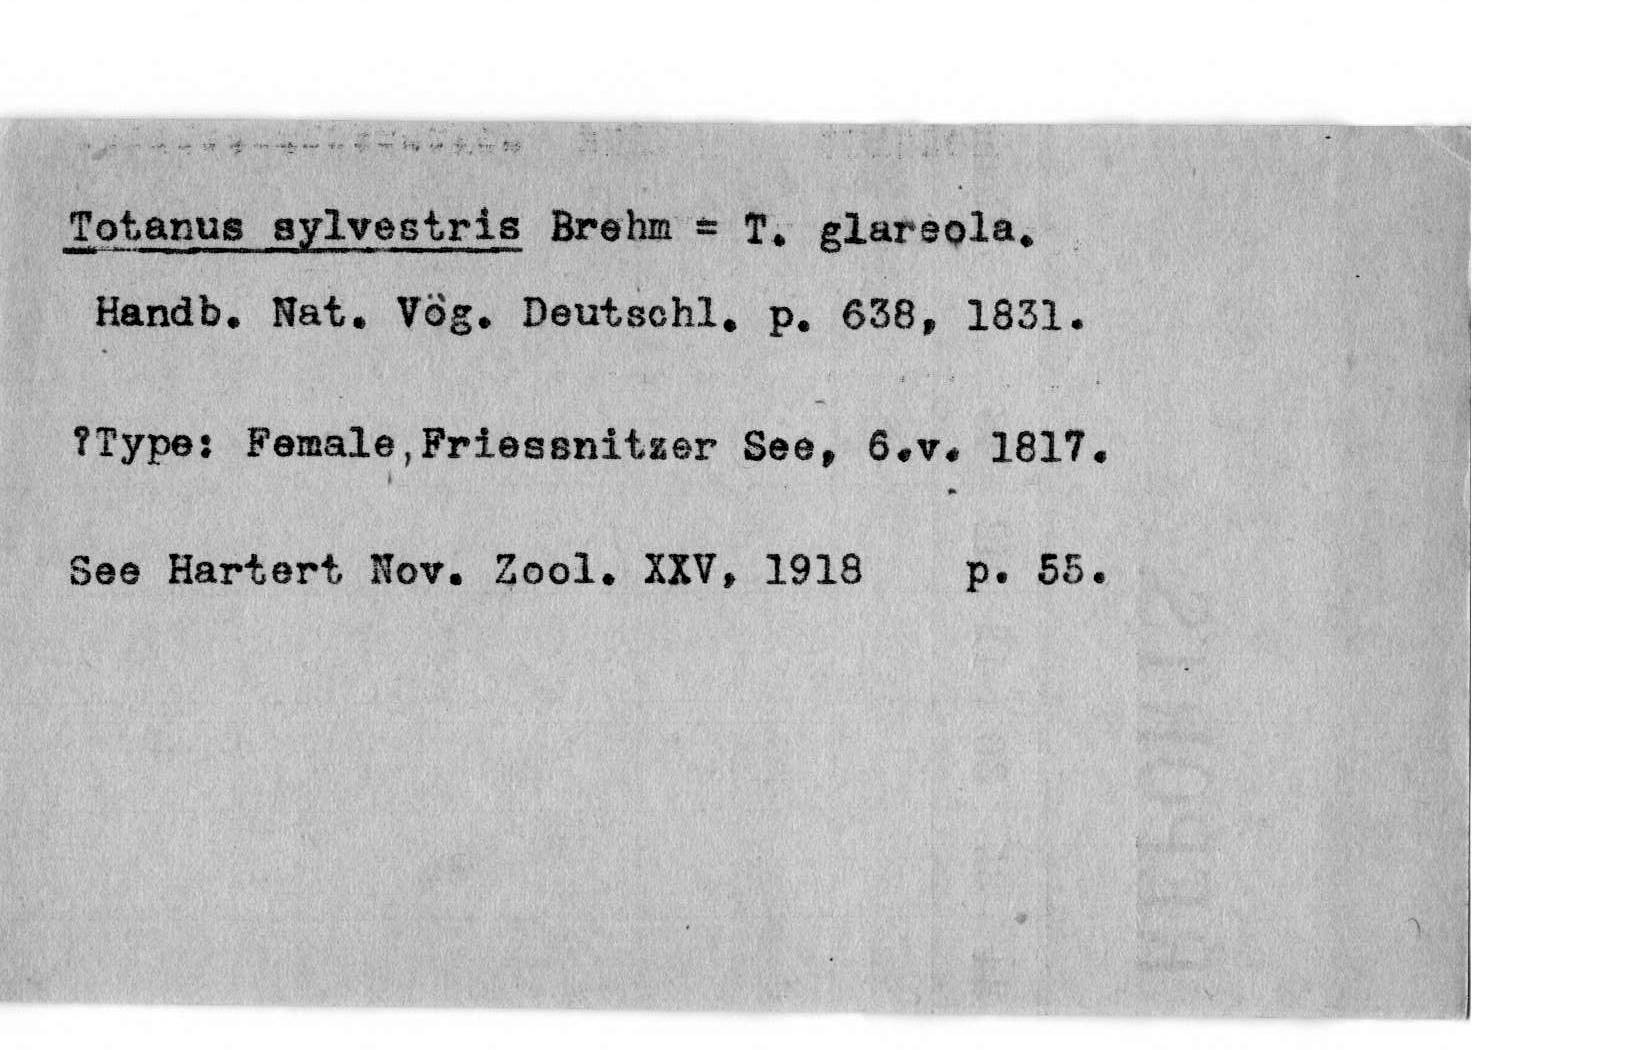 Totanus sylvestris Brehm = T. glareola.
Handb. Nat. Vög. Deutschl. p. 638, 1831.
?Type: Female,Friessnitzer See, 6.v. 1817.
See Hartert Nov. Zool. XXV, 1918 p. 55.